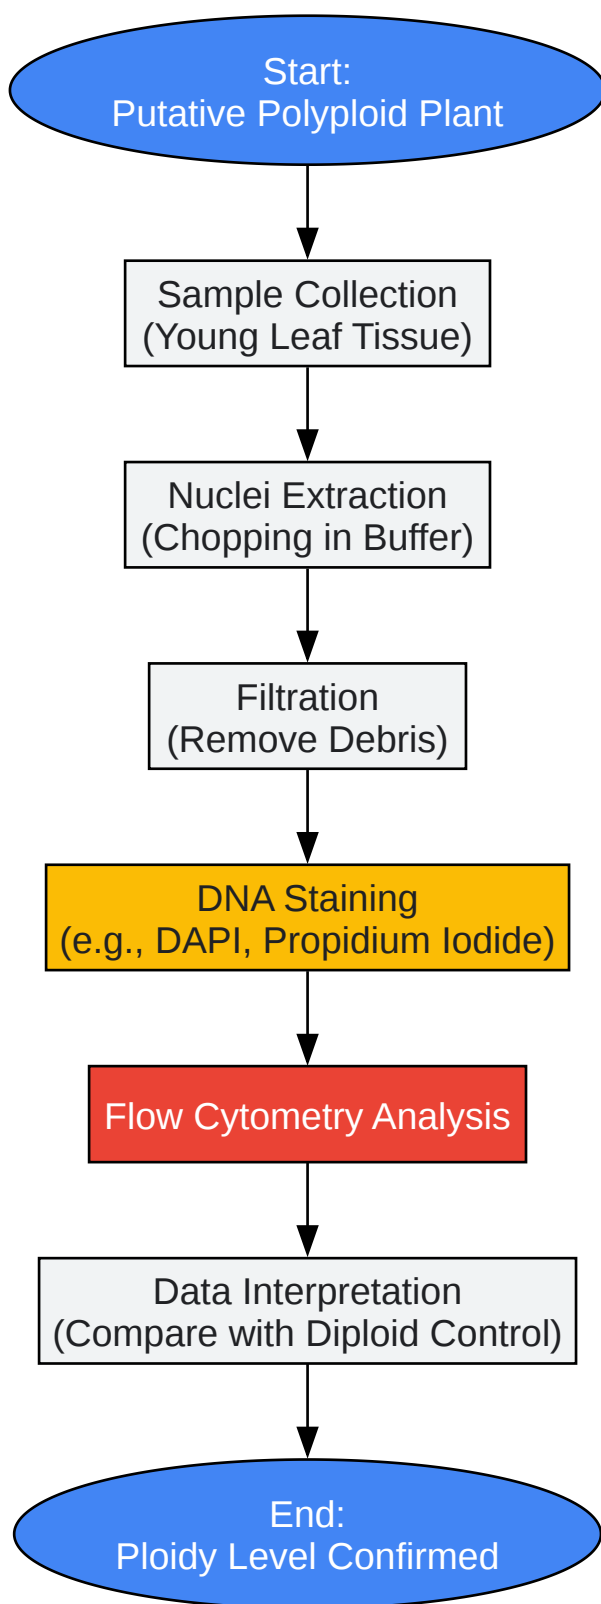 Start:
Putative Polyploid Plant
Sample Collection
(Young Leaf Tissue)
Nuclei Extraction
(Chopping in Buffer)
Filtration
(Remove Debris)
DNA Staining
(e.g., DAPI, Propidium Iodide)
Flow Cytometry Analysis
Data Interpretation
(Compare with Diploid Control)
End:
Ploidy Level Confirmed